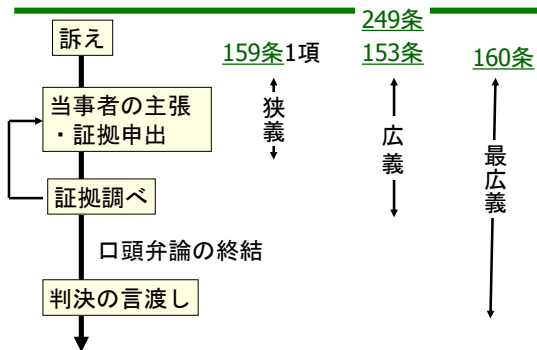 訴え
当事者の主張
・証拠申出
証拠調べ
口頭弁論の終結
判決の言渡し
159条1項
狭義
249条
153条
広義
160条
最広義